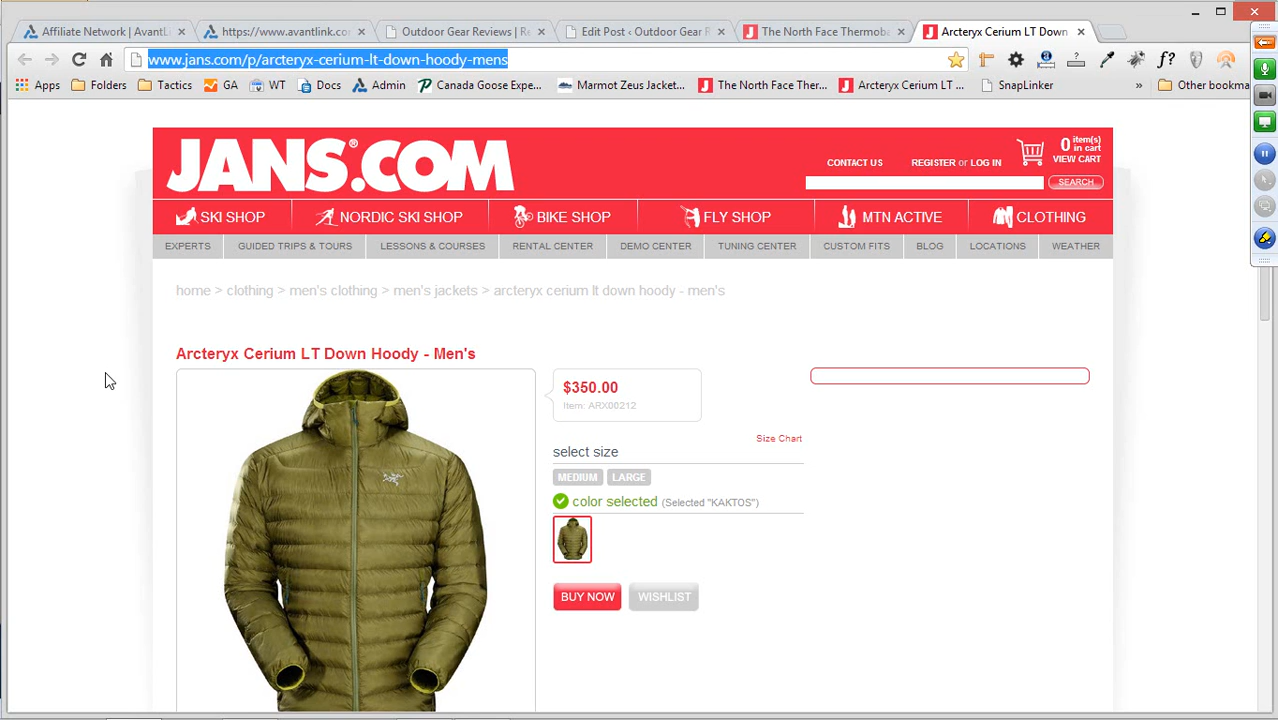 Affiliate Network | AvantL
https://www.avantlink.com
Outdoor Gear Reviews | Re
Edit Post ‹ Outdoor Gear R
The North Face Thermoba
Arcteryx Cerium LT Down
www.jans.com/p/arcteryx-cerium-lt-down-hoody-mens
f?
Apps
Folders
Tactics
GA
WT
Docs
Admin
Canada Goose Expe...
Marmot Zeus Jacket...
The North Face Ther...
Arcteryx Cerium LT ...
SnapLinker
»
Other bookma
JANS.COM®
CONTACT US
REGISTER or LOG IN
0 item(s) in cart
VIEW CART
SEARCH
SKI SHOP
NORDIC SKI SHOP
BIKE SHOP
FLY SHOP
MTN ACTIVE
CLOTHING
EXPERTS
GUIDED TRIPS & TOURS
LESSONS & COURSES
RENTAL CENTER
DEMO CENTER
TUNING CENTER
CUSTOM FITS
BLOG
LOCATIONS
WEATHER
home > clothing > men's clothing > men's jackets > arcteryx cerium lt down hoody - men's
Arcteryx Cerium LT Down Hoody - Men's
$350.00
Item: ARX00212
Size Chart
select size
MEDIUM
LARGE
color selected (Selected "KAKTOS")
BUY NOW
WISHLIST